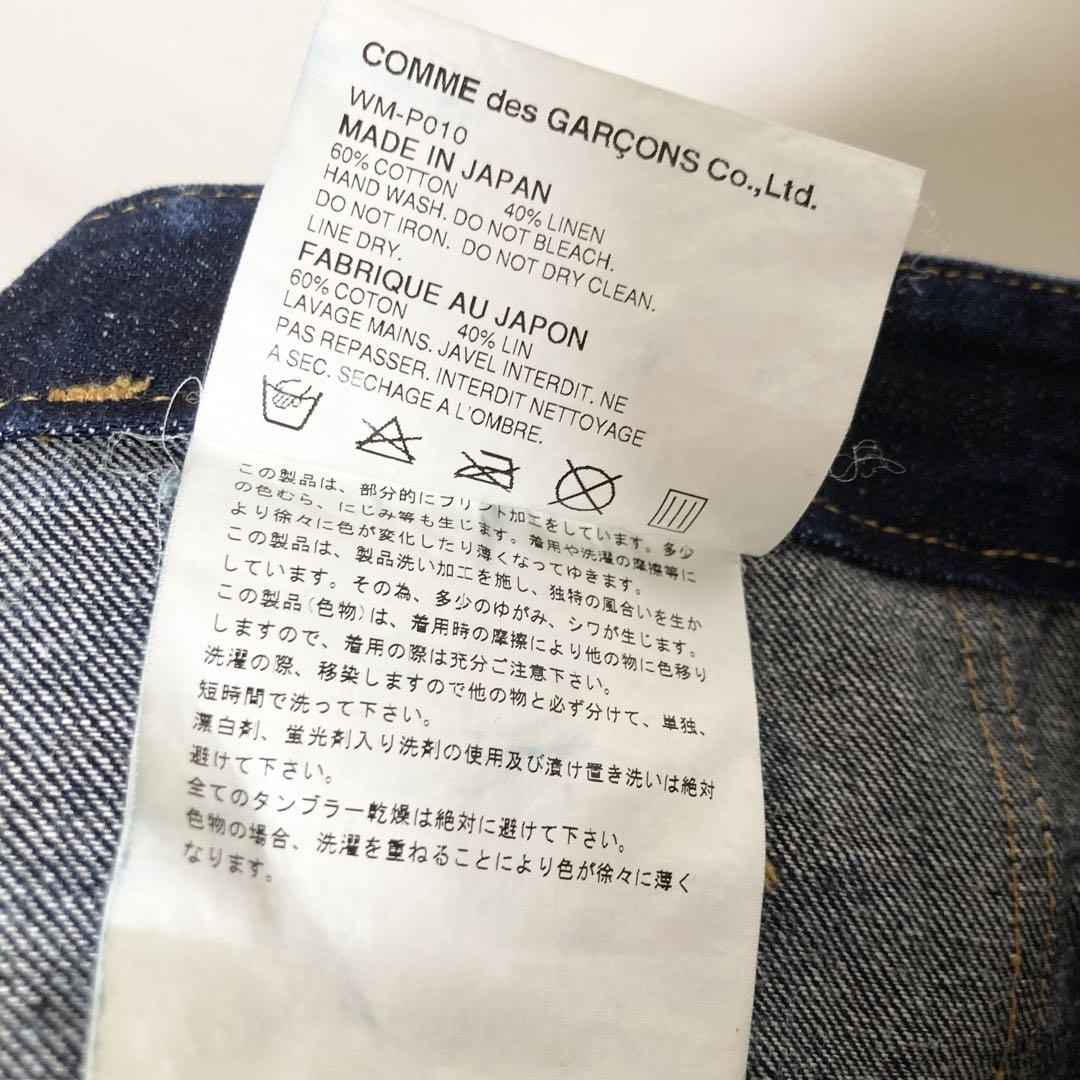 COMME des GARÇONS Co.,Ltd.
WM-P010
MADE IN JAPAN
60% COTTON 40% LINEN
HAND WASH. DO NOT BLEACH.
DO NOT IRON. DO NOT DRY CLEAN.
LINE DRY.
FABRIQUE AU JAPON
60% COTON 40% LIN
LAVAGE MAINS. JAVEL INTERDIT. NE
PAS REPASSER. INTERDIT NETTOYAGE
A SEC. SECHAGE A L'OMBRE.
この製品は、部分的にプリント加工をしています。多少
の色むら、にじみ等も生じます。着用や洗濯の摩擦等に
より徐々に色が変化したり薄くなってゆきます。
この製品は、製品洗い加工を施し、独特の風合いを生か
しています。その為、多少のゆがみ、シワが生じます。
この製品(色物)は、着用時の摩擦により他の物に色移り
しますので、着用の際は充分ご注意下さい。
洗濯の際、移染しますので他の物と必ず分けて、単独、
短時間で洗って下さい。
漂白剤、蛍光剤入り洗剤の使用及び漬け置き洗いは絶対
避けて下さい。
全てのタンブラー乾燥は絶対に避けて下さい。
色物の場合、洗濯を重ねることにより色が徐々に薄く
なります。